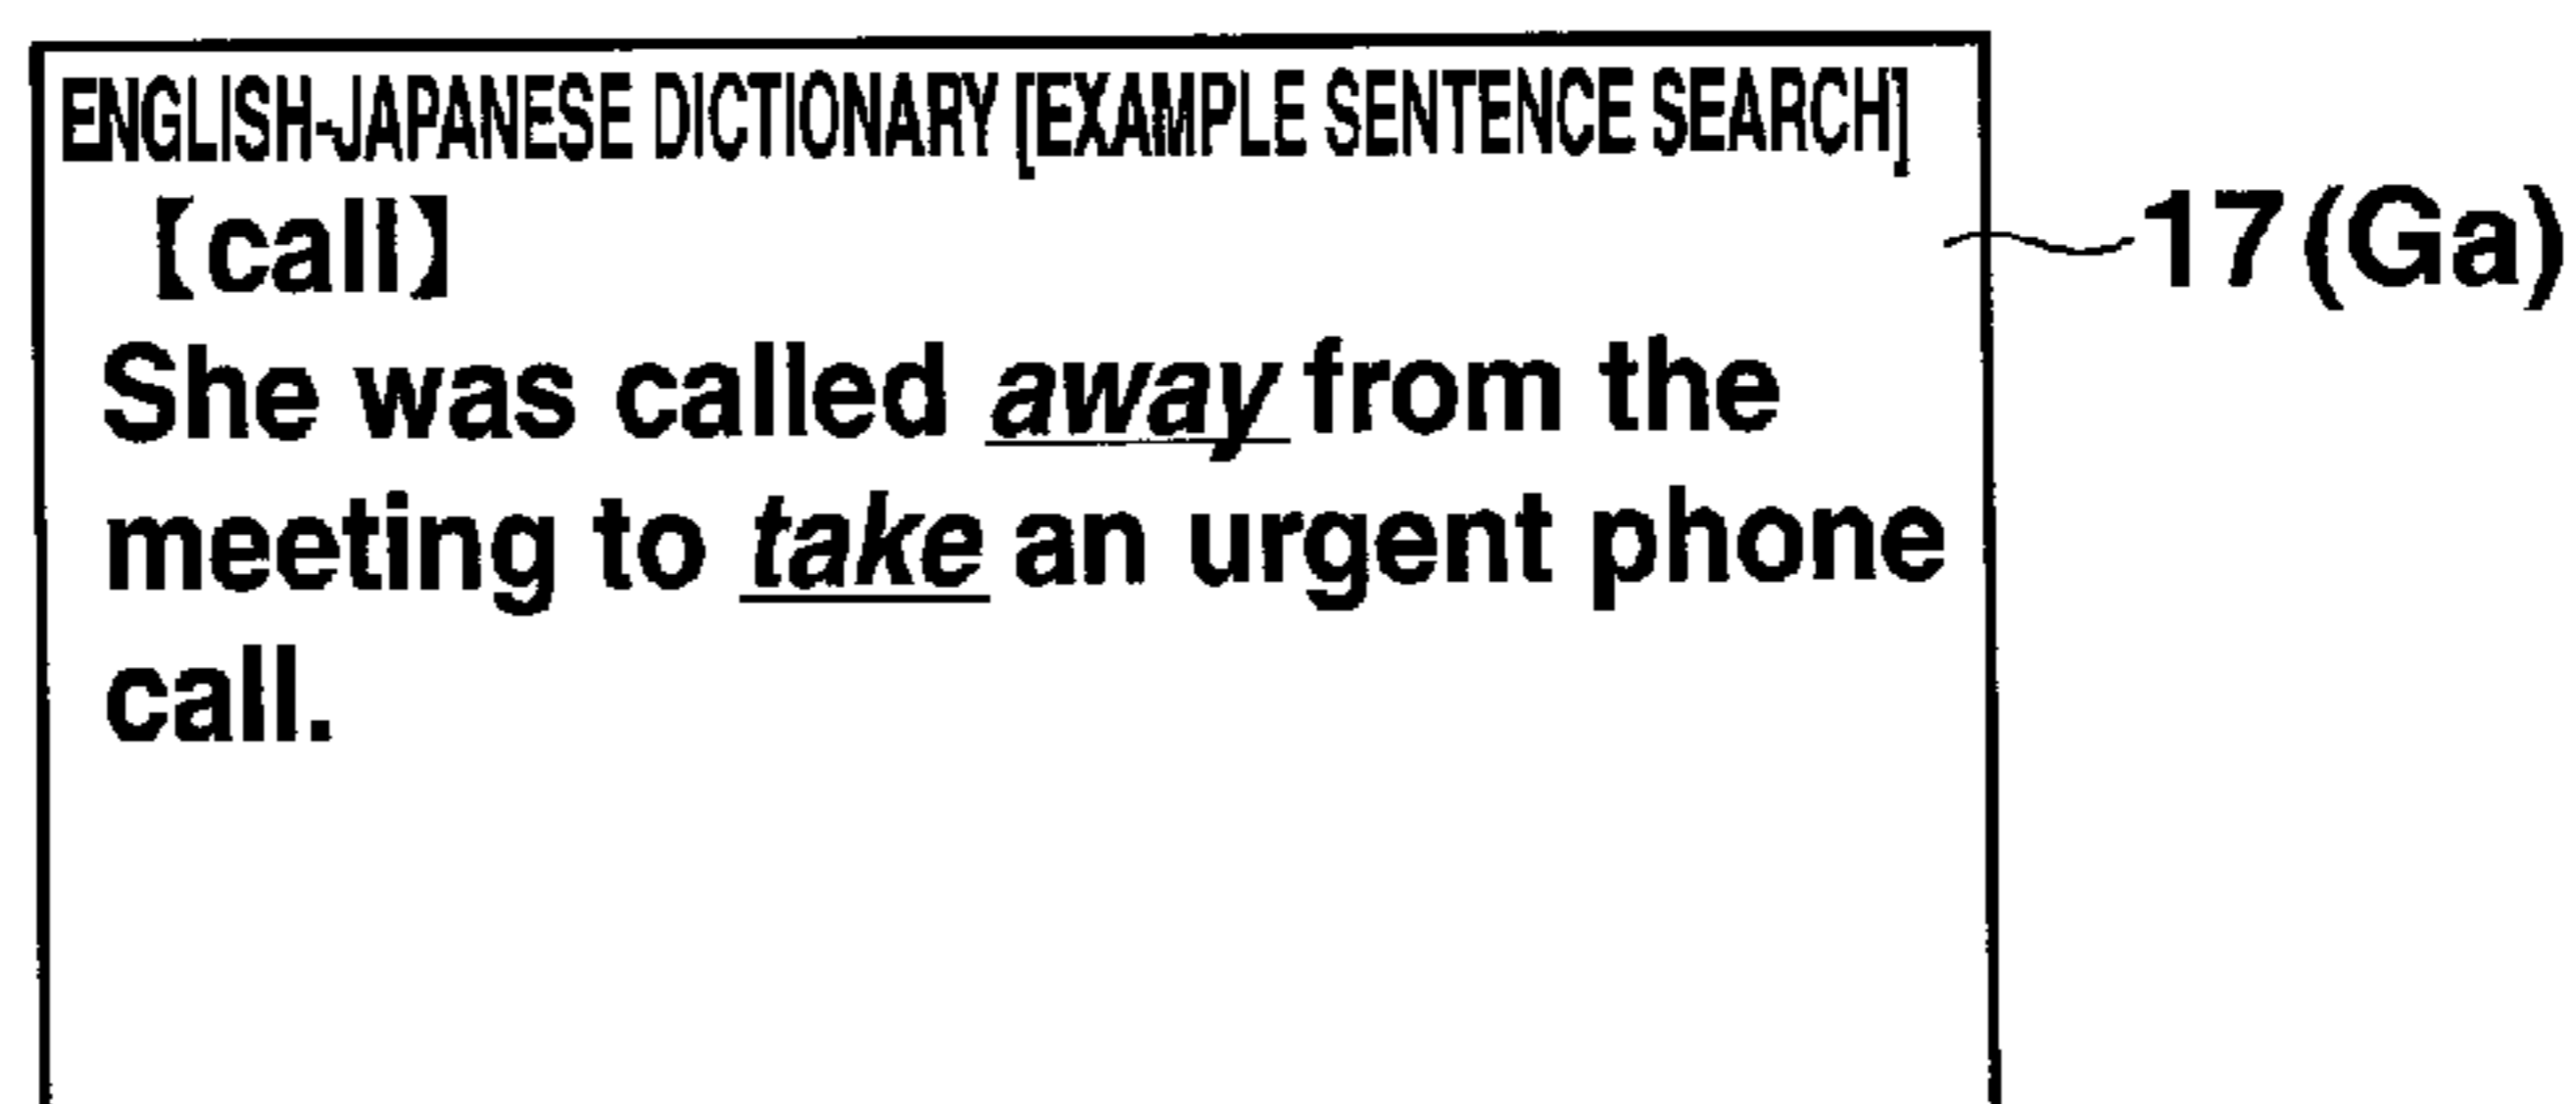 ENGLISH-JAPANESE DICTIONARY [EXAMPLE SENTENCE SEARCH]
【call】
17(Ga)
She was called away from the
meeting to take an urgent phone
call.